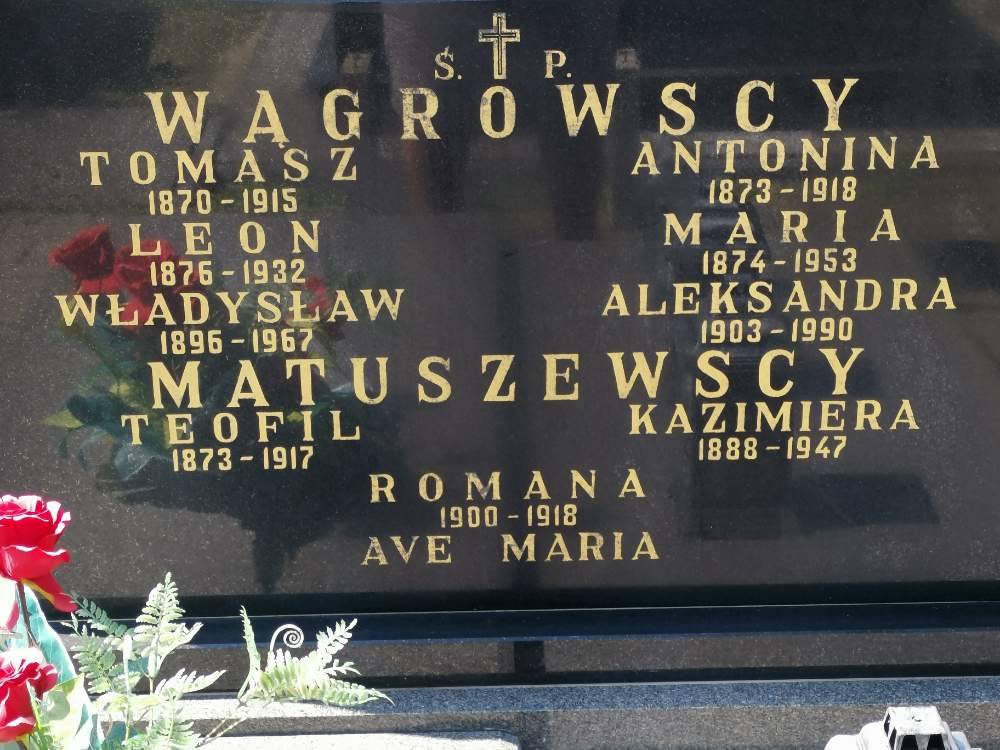 Ś. P.
WĄGROWSCY
TOMASZ ANTONINA
1870 - 1915 1873 - 1918
LEON MARIA
1876 - 1932 1874 - 1953
WŁADYSŁAW ALEKSANDRA
1896 - 1967 1903 - 1990
MATUSZEWSCY
TEOFIL KAZIMIERA
1873 - 1917 1888 - 1947
ROMANA
1900 - 1918
AVE MARIA